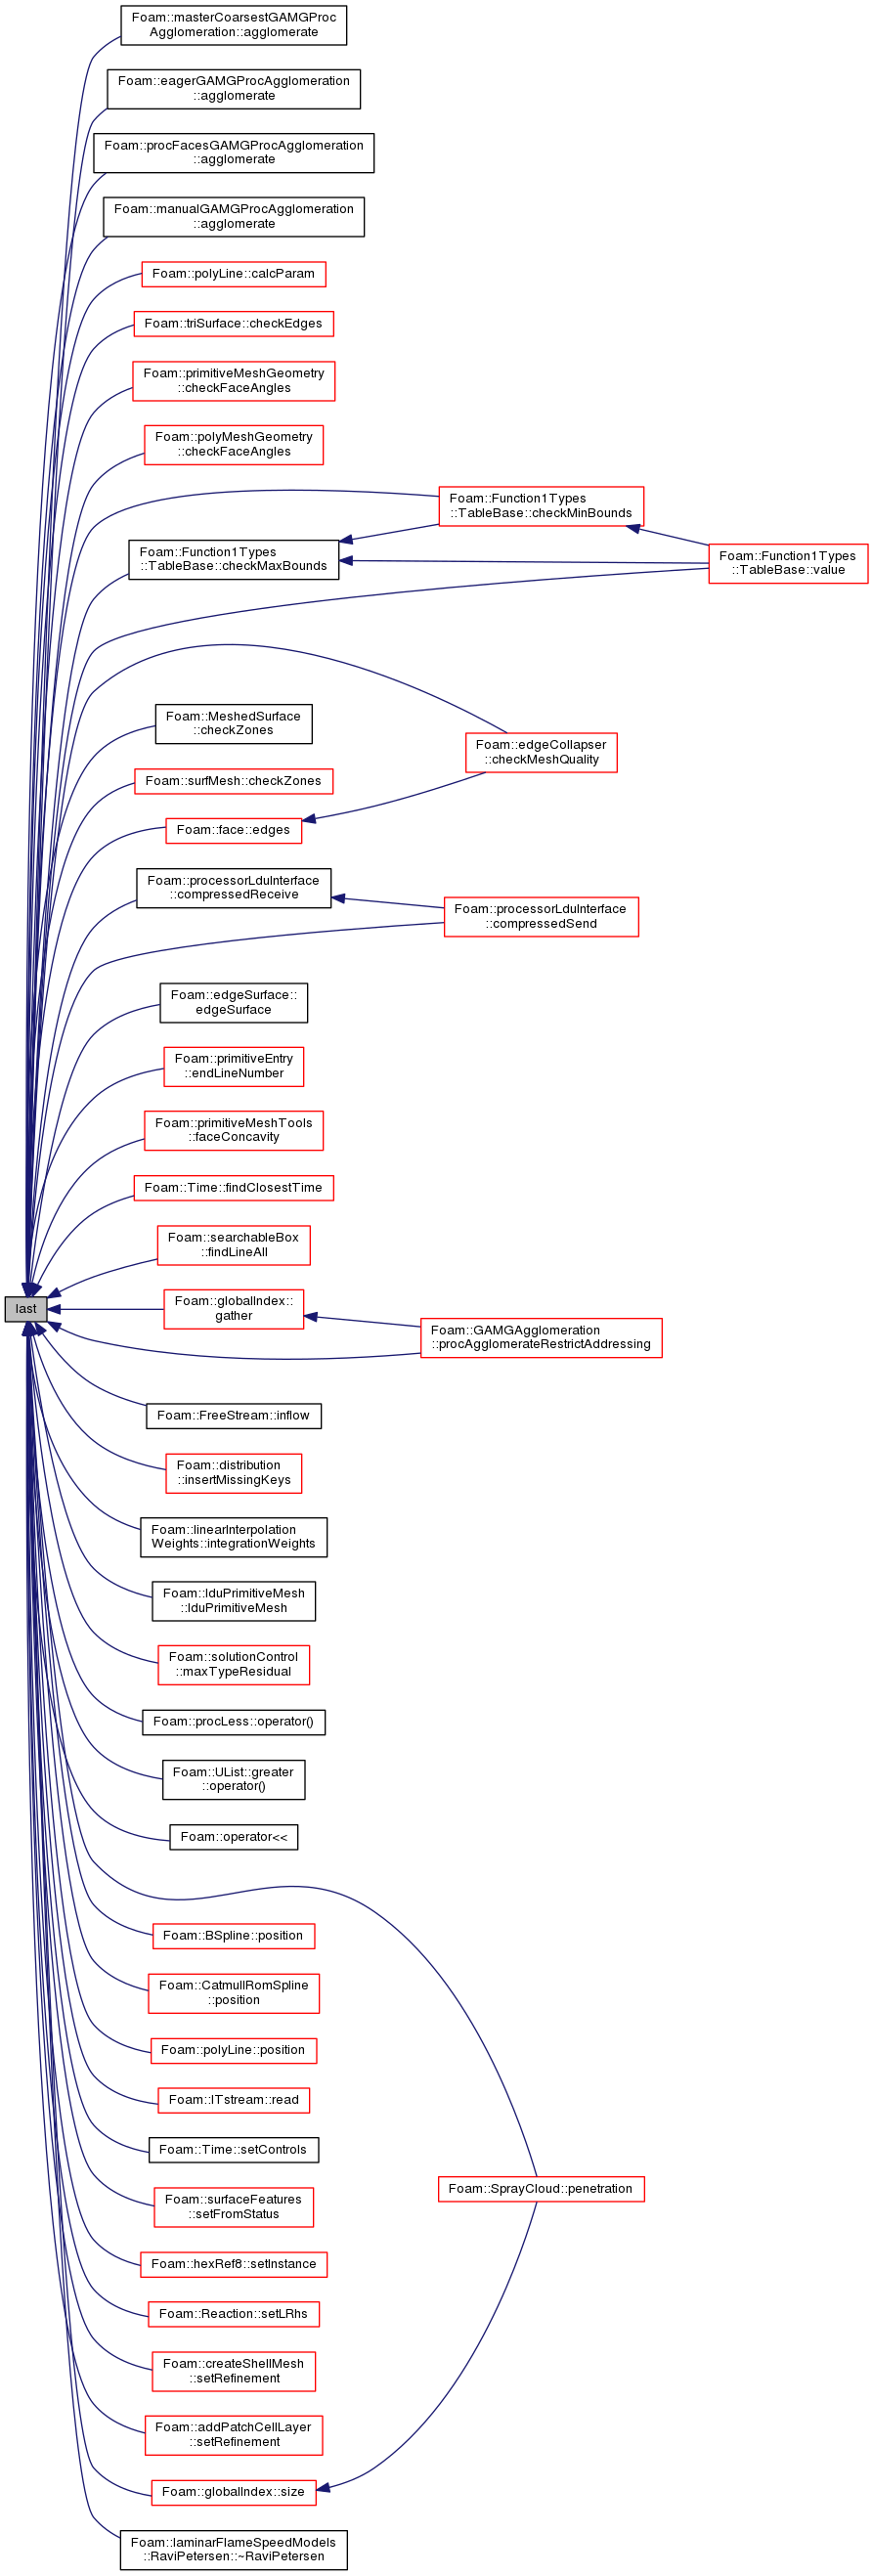 Foam::masterCoarsestGAMGProc
Agglomeration::agglomerate
Foam::eagerGAMGProcAgglomeration
::agglomerate
Foam::procFacesGAMGProcAgglomeration
::agglomerate
Foam::manualGAMGProcAgglomeration
::agglomerate
Foam::polyLine::calcParam
Foam::triSurface::checkEdges
Foam::primitiveMeshGeometry
::checkFaceAngles
Foam::polyMeshGeometry
::checkFaceAngles
Foam::Function1Types
::TableBase::checkMinBounds
Foam::Function1Types
::TableBase::checkMaxBounds
Foam::Function1Types
::TableBase::value
Foam::MeshedSurface
::checkZones
Foam::edgeCollapser
::checkMeshQuality
Foam::surfMesh::checkZones
Foam::face::edges
Foam::processorLduInterface
::compressedReceive
Foam::processorLduInterface
::compressedSend
Foam::edgeSurface::
edgeSurface
Foam::primitiveEntry
::endLineNumber
Foam::primitiveMeshTools
::faceConcavity
Foam::Time::findClosestTime
Foam::searchableBox
::findLineAll
last
Foam::globalIndex::
gather
Foam::GAMGAgglomeration
::procAgglomerateRestrictAddressing
Foam::FreeStream::inflow
Foam::distribution
::insertMissingKeys
Foam::linearInterpolation
Weights::integrationWeights
Foam::lduPrimitiveMesh
::lduPrimitiveMesh
Foam::solutionControl
::maxTypeResidual
Foam::procLess::operator()
Foam::UList::greater
::operator()
Foam::operator<<
Foam::BSpline::position
Foam::CatmullRomSpline
::position
Foam::polyLine::position
Foam::ITstream::read
Foam::Time::setControls
Foam::SprayCloud::penetration
Foam::surfaceFeatures
::setFromStatus
Foam::hexRef8::setInstance
Foam::Reaction::setLRhs
Foam::createShellMesh
::setRefinement
Foam::addPatchCellLayer
::setRefinement
Foam::globalIndex::size
Foam::laminarFlameSpeedModels
::RaviPetersen::~RaviPetersen